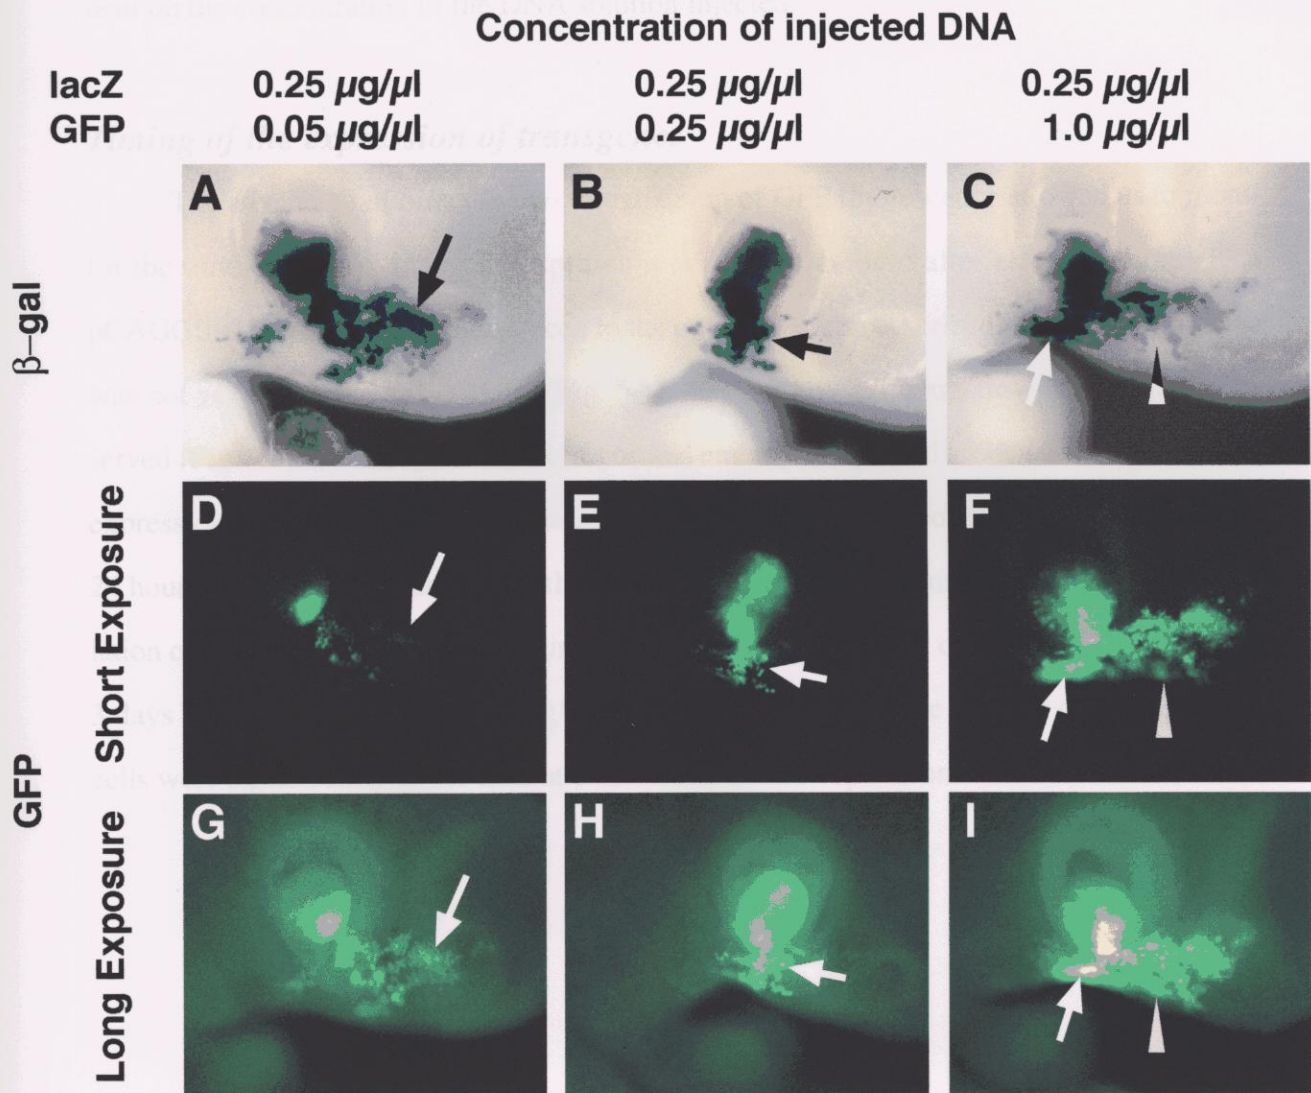 Concentration of injected DNA
lacZ 0.25 µg/µl 0.25 µg/µl 0.25 µg/µl
GFP 0.05 µg/µl 0.25 µg/µl 1.0 µg/µl
β–gal
A B C
GFP
Short Exposure
D E F
Long Exposure
G H I